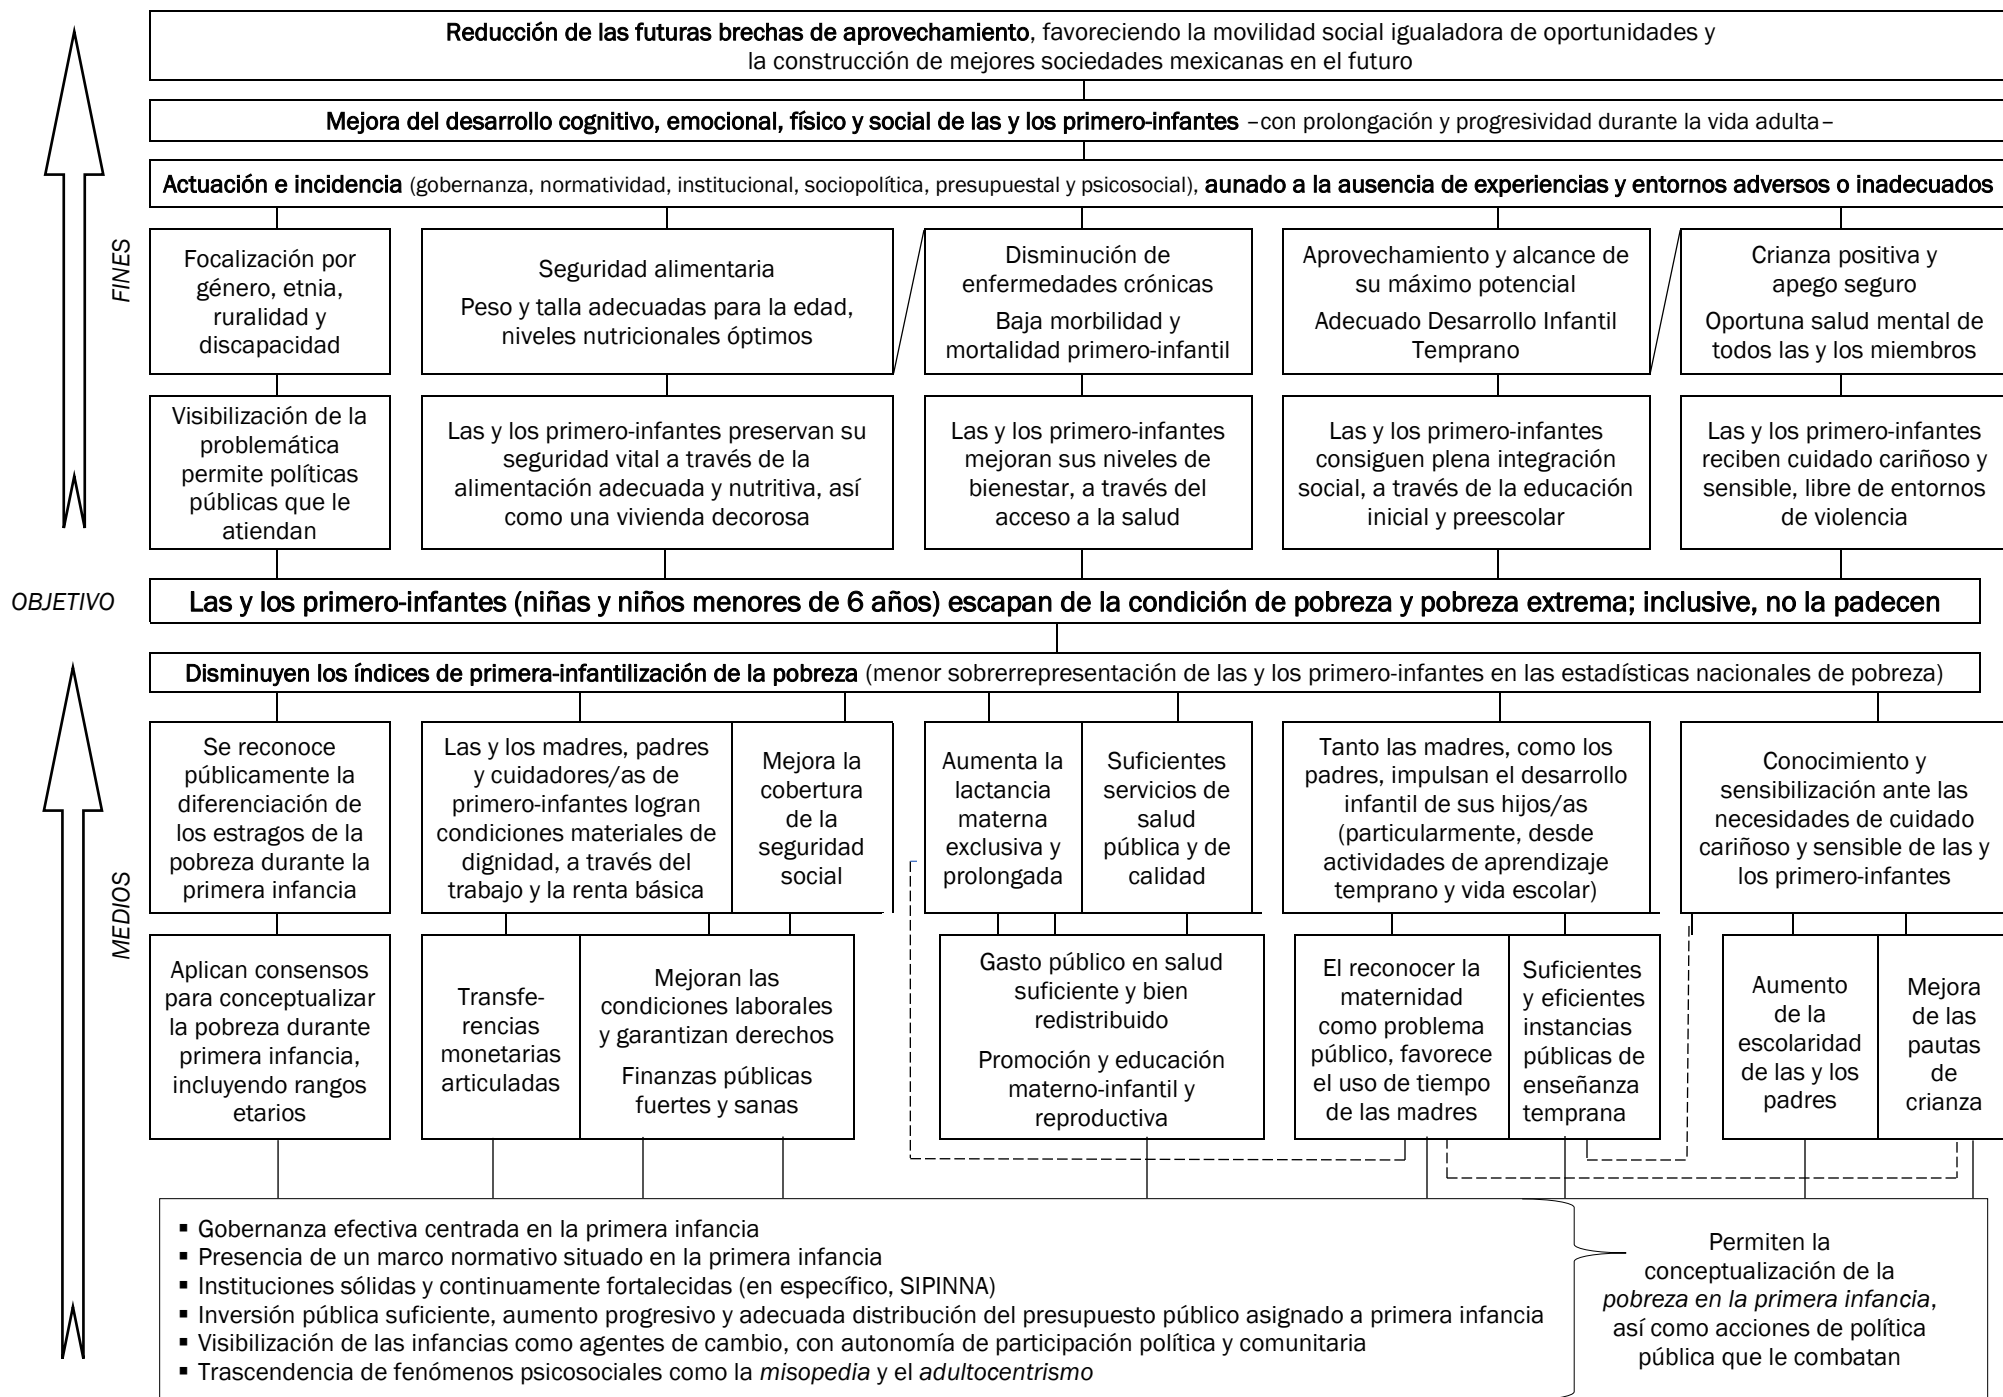 Reducción de las futuras brechas de aprovechamiento, favoreciendo la movilidad social igualadora de oportunidades y
la construcción de mejores sociedades mexicanas en el futuro
Mejora del desarrollo cognitivo, emocional, físico y social de las y los primero-infantes –con prolongación y progresividad durante la vida adulta–
Actuación e incidencia (gobernanza, normatividad, institucional, sociopolítica, presupuestal y psicosocial), aunado a la ausencia de experiencias y entornos adversos o inadecuados
FINES
Focalización por
género, etnia,
ruralidad y
discapacidad
Seguridad alimentaria
Peso y talla adecuadas para la edad,
niveles nutricionales óptimos
Disminución de
enfermedades crónicas
Baja morbilidad y
mortalidad primero-infantil
Aprovechamiento y alcance de
su máximo potencial
Adecuado Desarrollo Infantil
Temprano
Crianza positiva y
apego seguro
Oportuna salud mental de
todos las y los miembros
Visibilización de la
problemática
permite políticas
públicas que le
atiendan
Las y los primero-infantes preservan su
seguridad vital a través de la
alimentación adecuada y nutritiva, así
como una vivienda decorosa
Las y los primero-infantes
mejoran sus niveles de
bienestar, a través del
acceso a la salud
Las y los primero-infantes
consiguen plena integración
social, a través de la educación
inicial y preescolar
Las y los primero-infantes
reciben cuidado cariñoso y
sensible, libre de entornos
de violencia
OBJETIVO
Las y los primero-infantes (niñas y niños menores de 6 años) escapan de la condición de pobreza y pobreza extrema; inclusive, no la padecen
Disminuyen los índices de primera-infantilización de la pobreza (menor sobrerrepresentación de las y los primero-infantes en las estadísticas nacionales de pobreza)
MEDIOS
Se reconoce
públicamente la
diferenciación de
los estragos de la
pobreza durante la
primera infancia
Las y los madres, padres
y cuidadores/as de
primero-infantes logran
condiciones materiales de
dignidad, a través del
trabajo y la renta básica
Mejora la
cobertura
de la
seguridad
social
Aumenta la
lactancia
materna
exclusiva y
prolongada
Suficientes
servicios de
salud
pública y de
calidad
Tanto las madres, como los
padres, impulsan el desarrollo
infantil de sus hijos/as
(particularmente, desde
actividades de aprendizaje
temprano y vida escolar)
Conocimiento y
sensibilización ante las
necesidades de cuidado
cariñoso y sensible de las y
los primero-infantes
Aplican consensos
para conceptualizar
la pobreza durante
primera infancia,
incluyendo rangos
etarios
Transfe-
rencias
monetarias
articuladas
Mejoran las
condiciones laborales
y garantizan derechos
Finanzas públicas
fuertes y sanas
Gasto público en salud
suficiente y bien
redistribuido
Promoción y educación
materno-infantil y
reproductiva
El reconocer la
maternidad
como problema
público, favorece
el uso de tiempo
de las madres
Suficientes
y eficientes
instancias
públicas de
enseñanza
temprana
Aumento
de la
escolaridad
de las y los
padres
Mejora
de las
pautas
de
crianza
▪ Gobernanza efectiva centrada en la primera infancia
▪ Presencia de un marco normativo situado en la primera infancia
▪ Instituciones sólidas y continuamente fortalecidas (en específico, SIPINNA)
▪ Inversión pública suficiente, aumento progresivo y adecuada distribución del presupuesto público asignado a primera infancia
▪ Visibilización de las infancias como agentes de cambio, con autonomía de participación política y comunitaria
▪ Trascendencia de fenómenos psicosociales como la misopedia y el adultocentrismo
Permiten la
conceptualización de la
pobreza en la primera infancia,
así como acciones de política
pública que le combatan